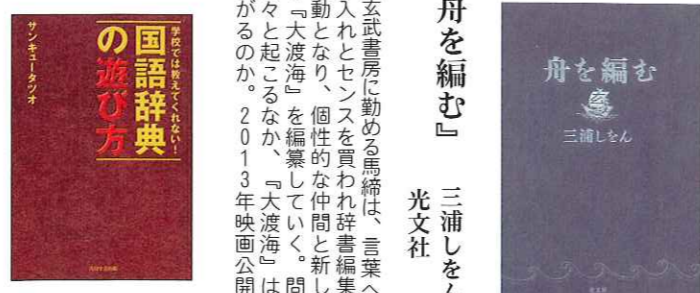 舟を編む
三浦しをん
舟を編む』　三浦しをん
光文社
玄武書房に勤める馬締は、言葉へ
入れとセンスを買われ辞書編集
動となり、個性的な仲間と新し
『大渡海』を編纂していく。問
々と起こるなか、『大渡海』は
がるのか。2013年映画公開
学校では教えてくれない！
国語辞典
の遊び方
サンキュータツオ